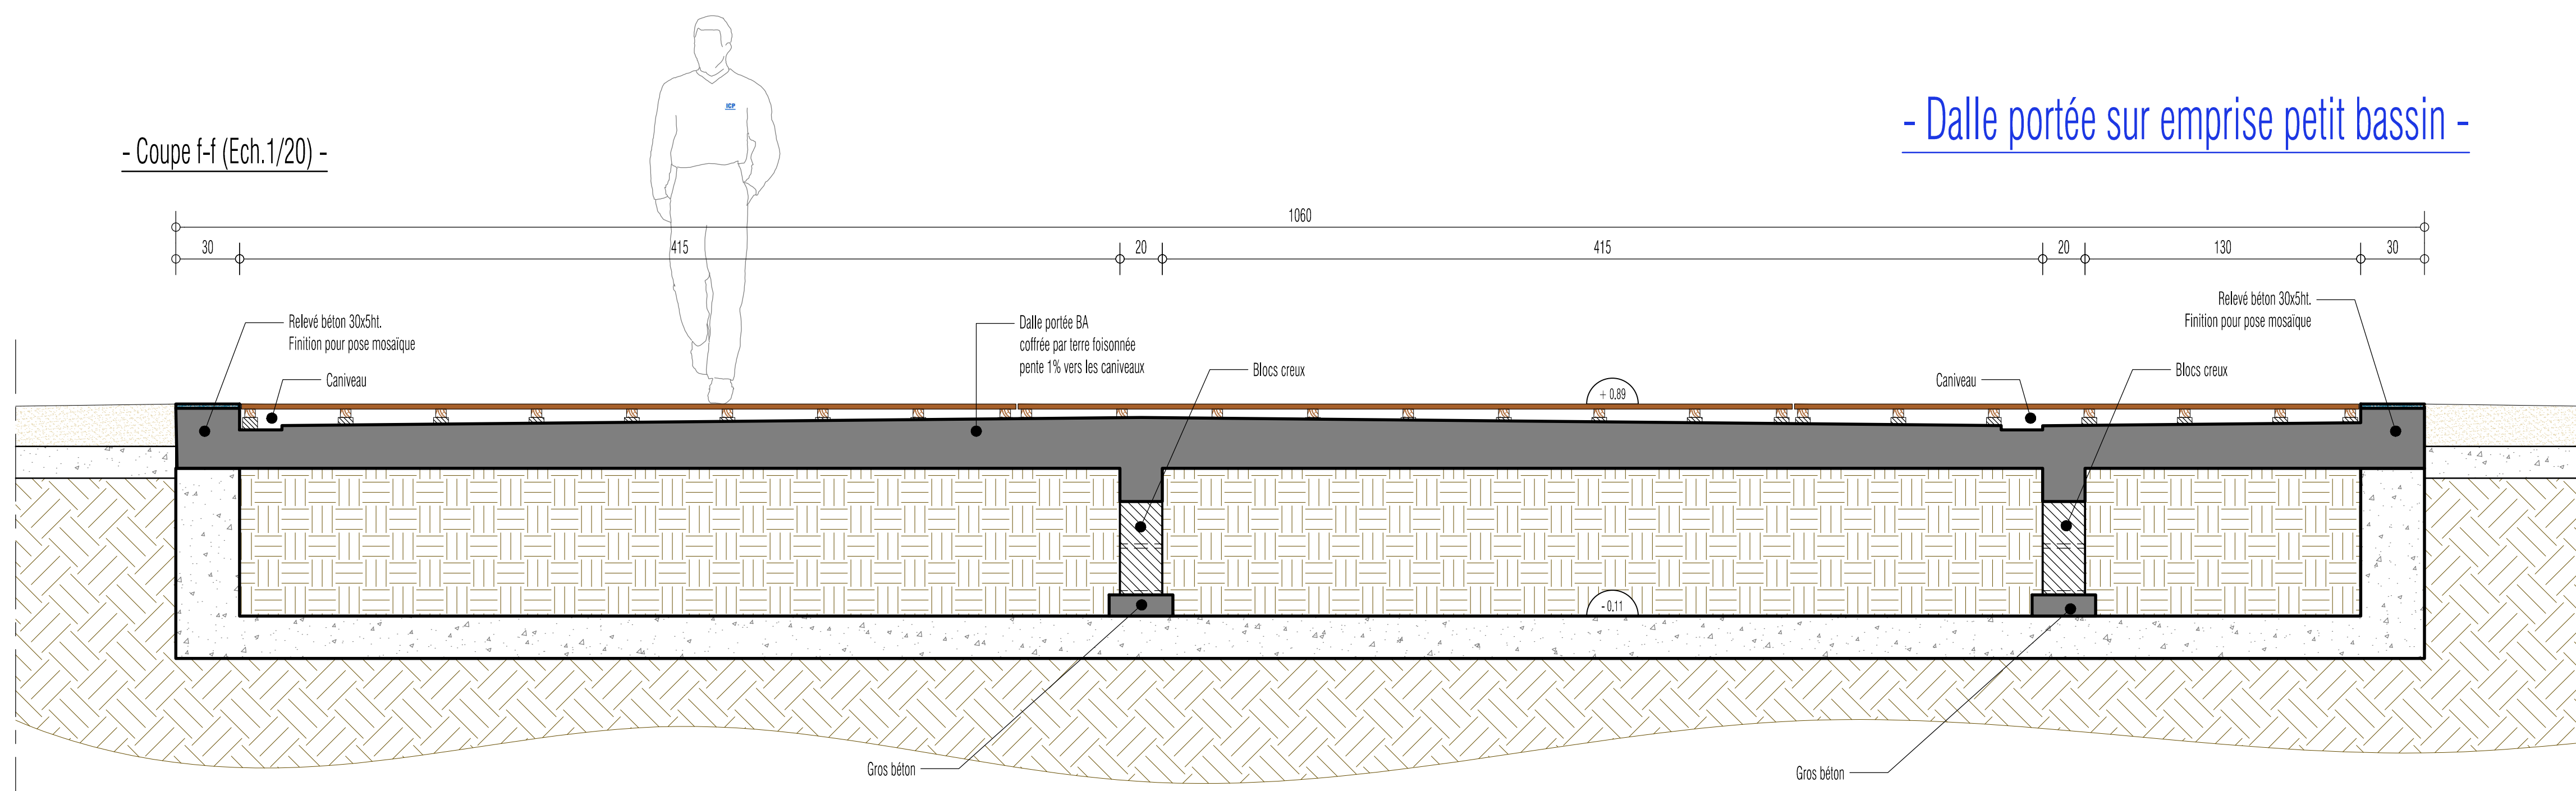 JCP
- Dalle portée sur emprise petit bassin -
- Coupe f-f (Ech.1/20) -
1060
30
415
20
415
20
130
30
Relevé béton 30x5ht.
Finition pour pose mosaïque
Caniveau
Dalle portée BA
coffrée par terre foisonnée
pente 1% vers les caniveaux
Blocs creux
+ 0.89
Caniveau
Relevé béton 30x5ht.
Finition pour pose mosaïque
Blocs creux
- 0.11
Gros béton
Gros béton